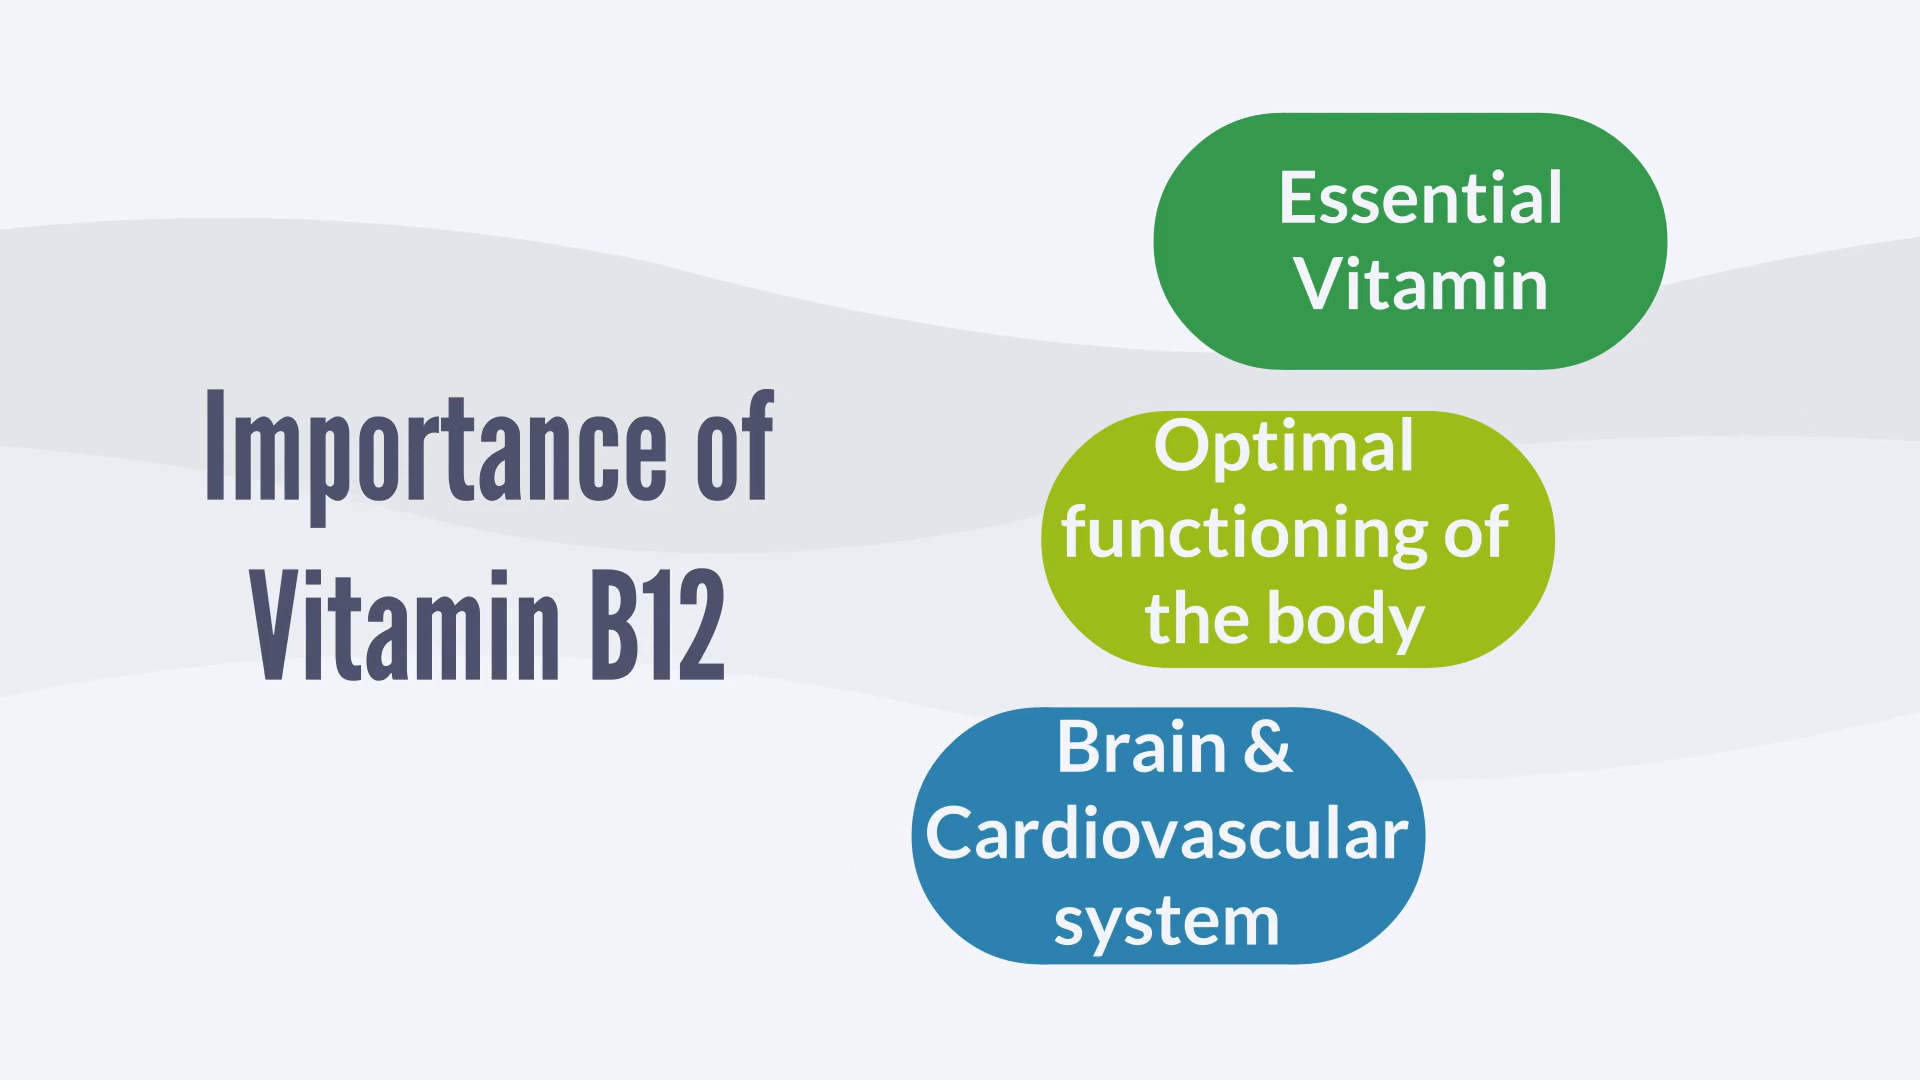 Importance of
Vitamin B12
Essential
Vitamin
Optimal
functioning of
the body
Brain &
Cardiovascular
system